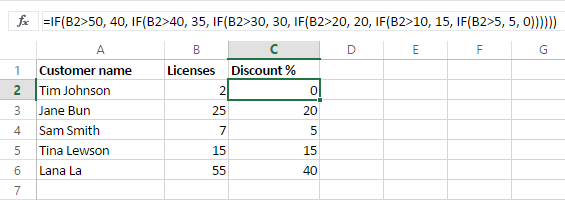 fx =IF(B2>50, 40, IF(B2>40, 35, IF(B2>30, 30, IF(B2>20, 20, IF(B2>10, 15, IF(B2>5, 5, 0))))))
A B C D E F G
1 Customer name Licenses Discount %
2 Tim Johnson 2 0
3 Jane Bun 25 20
4 Sam Smith 7 5
5 Tina Lewson 15 15
6 Lana La 55 40
7